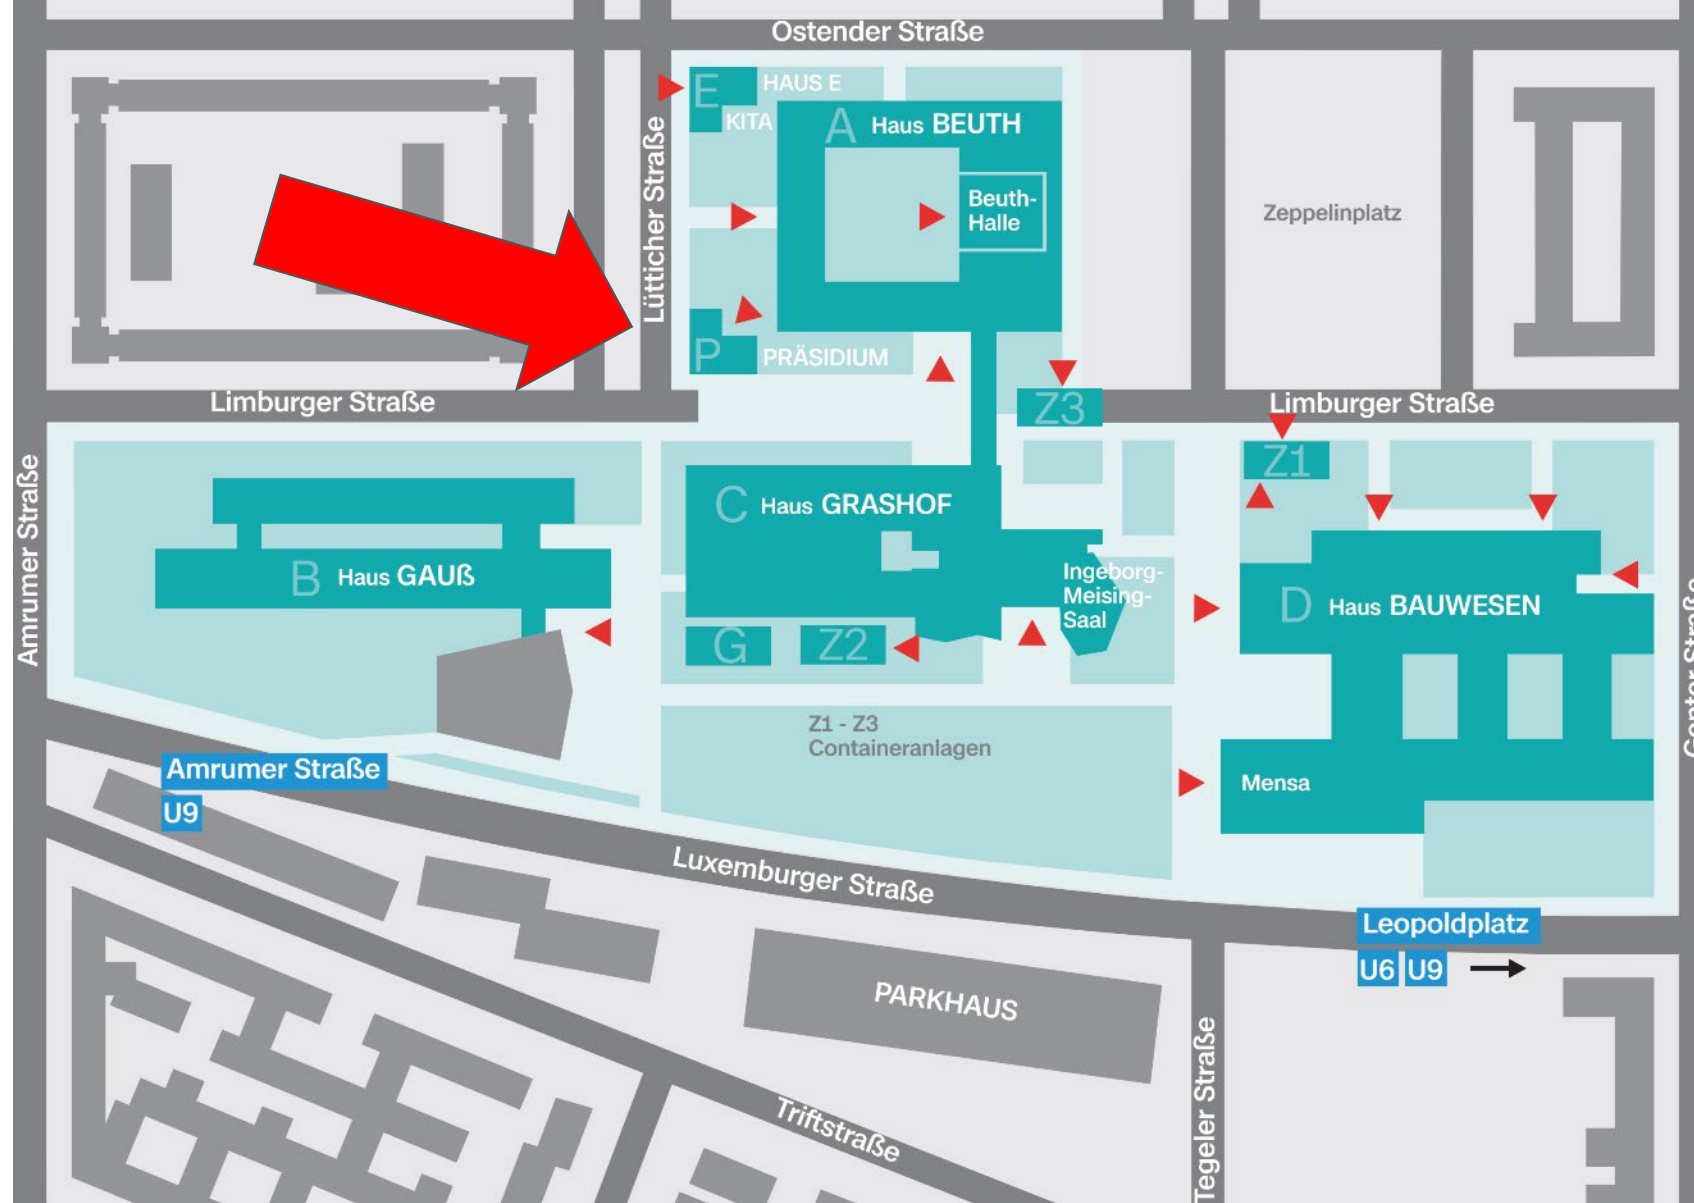 Ostender Straße
E
HAUS E
KITA
A Haus BEUTH
Beuth-
Halle
Lütticher Straße
Zeppelinplatz
P
PRÄSIDIUM
Limburger Straße
Z3
Limburger Straße
Amrumer Straße
Z1
C Haus GRASHOF
B Haus GAUß
Ingeborg-
Meising-
Saal
D Haus BAUWESEN
G
Z2
Genter Straße
Z1 - Z3
Containeranlagen
Amrumer Straße
U9
Mensa
Luxemburger Straße
Leopoldplatz
U6 U9
PARKHAUS
Tegeler Straße
Triftstraße